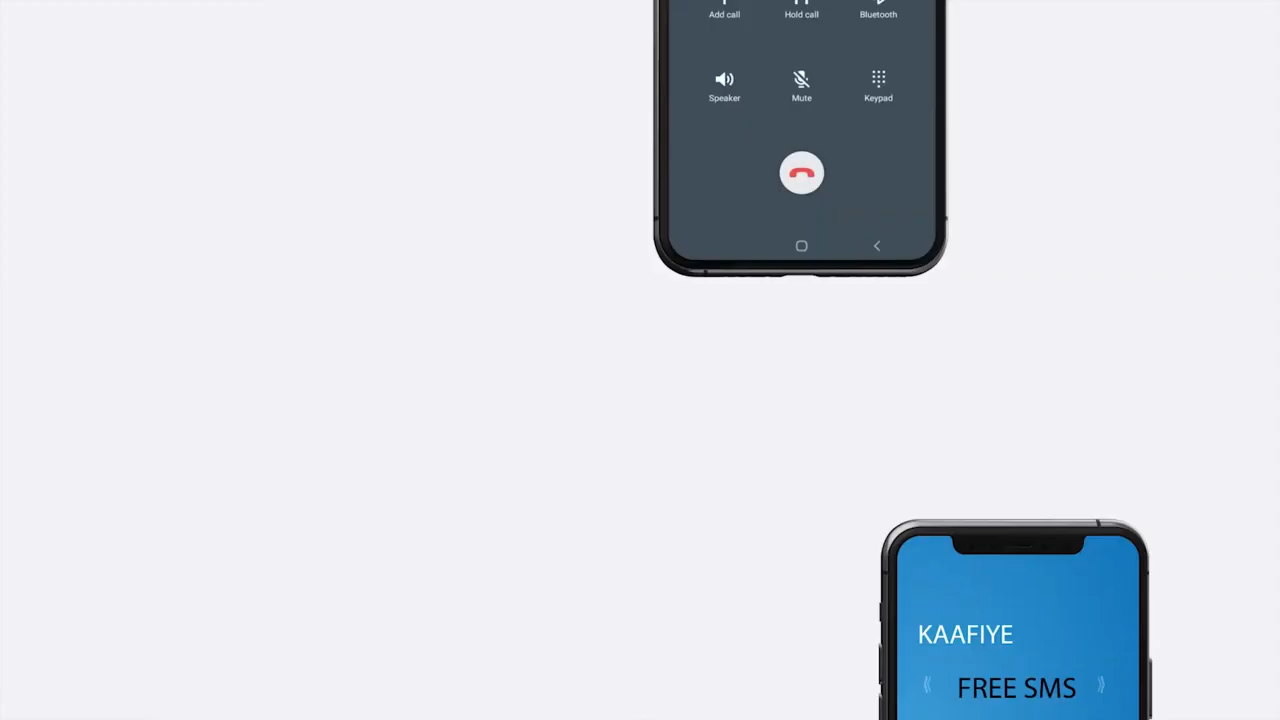 Add call Hold call Bluetooth
Speaker Mute Keypad
KAAFIYE
FREE SMS